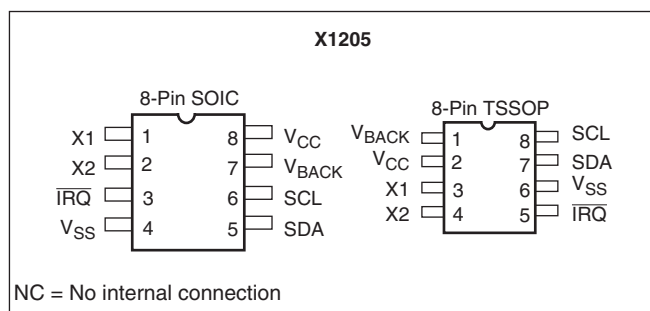 X1205
8-Pin SOIC
X1 1 8 VCC
X2 2 7 VBACK
IRQ 3 6 SCL
VSS 4 5 SDA
8-Pin TSSOP
VBACK 1 8 SCL
VCC 2 7 SDA
X1 3 6 VSS
X2 4 5 IRQ
NC = No internal connection